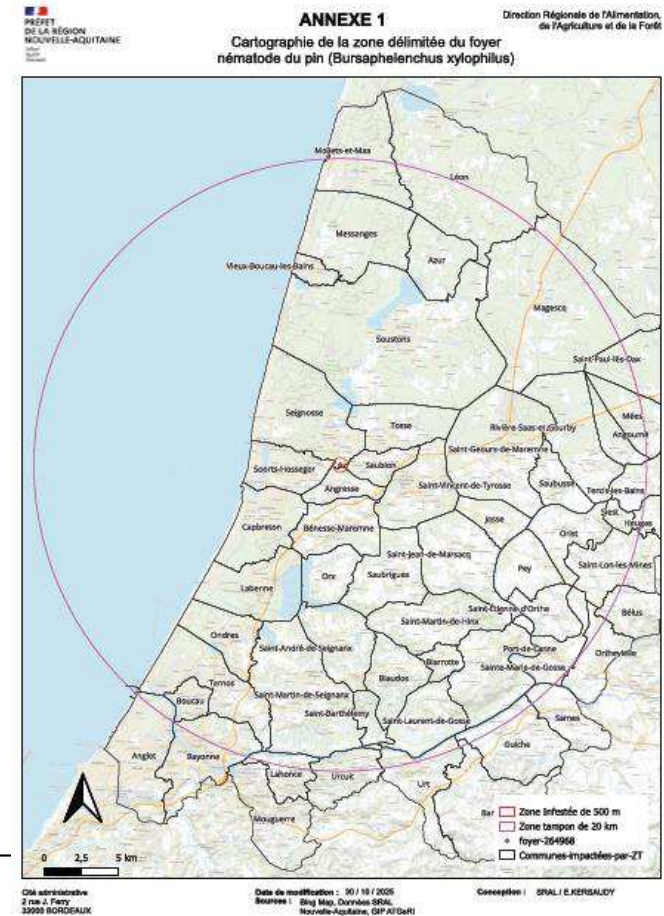 PRÉFET
DE LA RÉGION
NOUVELLE-AQUITAINE
ANNEXE 1
Cartographie de la zone délimitée du foyer
nématode du pin (Bursaphelenchus xylophilus)
Direction Régionale de l'Alimentation,
de l'Agriculture et de la Forêt
Moliets-et-Maa
Léon
Messanges
Azur
Vieux-Boucau-les-Bains
Magescq
Soustons
Saint-Paul-lès-Dax
Seignosse
Tosse
Rivière-Saas-et-Gourby
Mées
Angoumé
Saint-Geours-de-Maremne
Soorts-Hossegor
Saubion
Saint-Vincent-de-Tyrosse
Saubusse
Tercis-les-Bains
Angresse
Siest
Heugas
Capbreton
Bénesse-Maremne
Josse
Orist
Saint-Jean-de-Marsacq
Pey
Saint-Lon-les-Mines
Orx
Saubrigues
Labenne
Saint-Étienne-d'Orthe
Bélus
Saint-Martin-de-Hinx
Ondres
Saint-André-de-Seignanx
Port-de-Lanne
Orthevielle
Biarrotte
Sainte-Marie-de-Gosse
Tarnos
Biaudos
Saint-Martin-de-Seignanx
Boucau
Saint-Barthélemy
Saint-Laurent-de-Gosse
Sames
Anglet
Bayonne
Guiche
Lahonce
Urcuit
Urt
Mouguerre
Bar
Zone infestée de 500 m
Zone tampon de 20 km
foyer-264968
Communes-impactées-par-ZT
0 2,5 5 km
Cité administrative
2 rue J. Ferry
33000 BORDEAUX
Date de modification : 30 / 10 / 2025
Sources : Bing Map, Données SRAL
Nouvelle-Aquitaine, GIP ATGeRi
Conception : SRAL / E.KERSAUDY